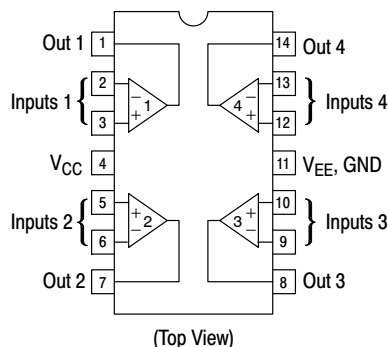 Out 1 1 14 Out 4
2 13
Inputs 1 { − 1 4 − } Inputs 4
3 + + 12
VCC 4 11 VEE, GND
5 + + 10
Inputs 2 { 2 3 } Inputs 3
6 − − 9
Out 2 7 8 Out 3
(Top View)